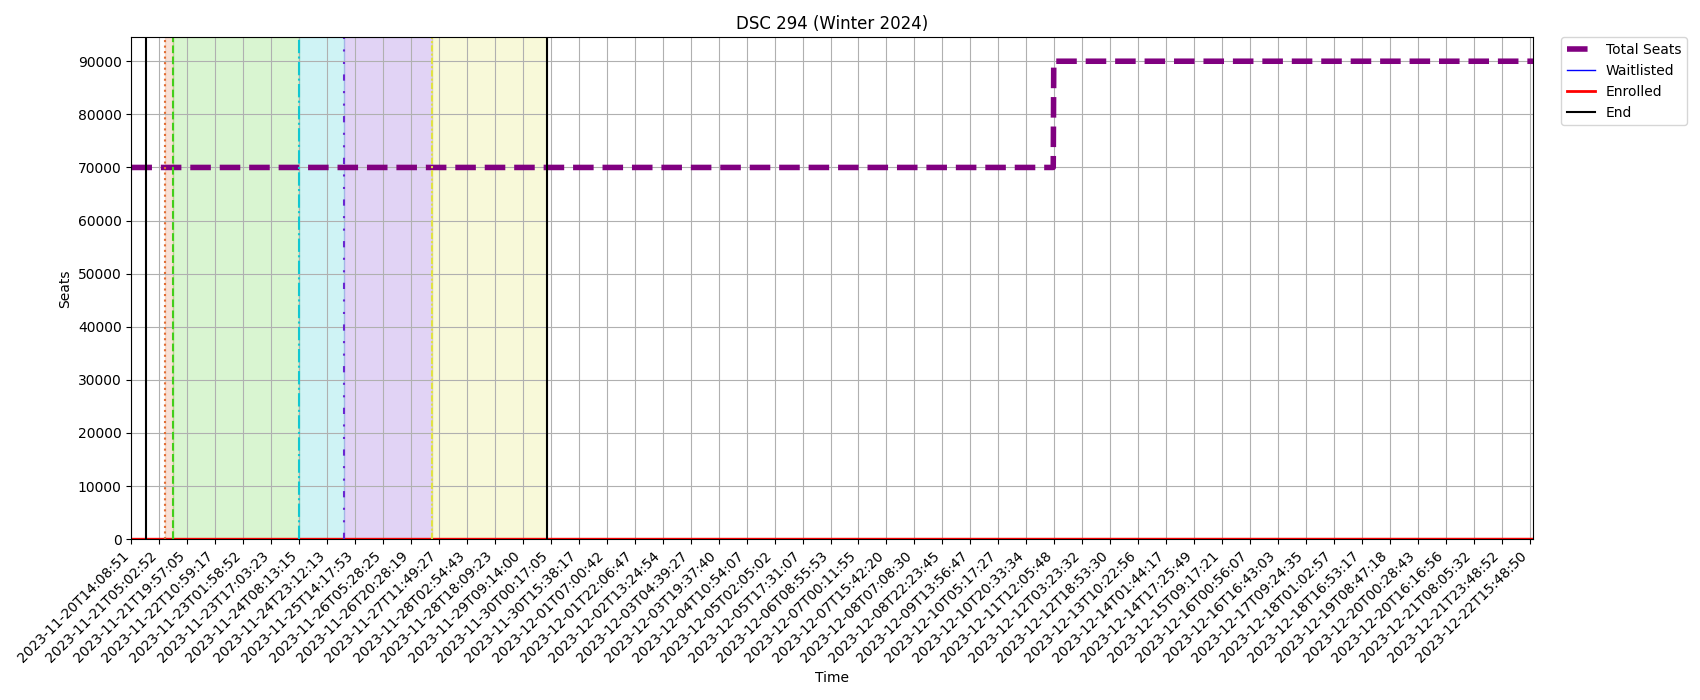 DSC 294 (Winter 2024)
Total Seats
Waitlisted
Enrolled
End
90000
80000
70000
60000
50000
40000
30000
20000
10000
0
Seats
2023-11-20T14:08:51
2023-11-21T05:02:52
2023-11-21T19:57:05
2023-11-22T10:59:17
2023-11-23T01:58:52
2023-11-23T17:03:23
2023-11-24T08:13:15
2023-11-24T23:12:13
2023-11-25T14:17:53
2023-11-26T05:28:25
2023-11-26T20:28:19
2023-11-27T11:49:27
2023-11-28T02:54:43
2023-11-28T18:09:23
2023-11-29T09:14:00
2023-11-30T00:17:05
2023-11-30T15:38:17
2023-12-01T07:00:42
2023-12-01T22:06:47
2023-12-02T13:24:54
2023-12-03T04:39:27
2023-12-03T19:37:40
2023-12-04T10:54:07
2023-12-05T02:05:02
2023-12-05T17:31:07
2023-12-06T08:55:53
2023-12-07T00:11:55
2023-12-07T15:42:20
2023-12-08T07:08:30
2023-12-08T22:23:45
2023-12-09T13:56:47
2023-12-10T05:17:27
2023-12-10T20:33:34
2023-12-11T12:05:48
2023-12-12T03:23:32
2023-12-12T18:53:30
2023-12-13T10:22:56
2023-12-14T01:44:17
2023-12-14T17:25:49
2023-12-15T09:17:21
2023-12-16T00:56:07
2023-12-16T16:43:03
2023-12-17T09:24:35
2023-12-18T01:02:57
2023-12-18T16:53:17
2023-12-19T08:47:18
2023-12-20T00:28:43
2023-12-20T16:16:56
2023-12-21T08:05:32
2023-12-21T23:48:52
2023-12-22T15:48:50
Time